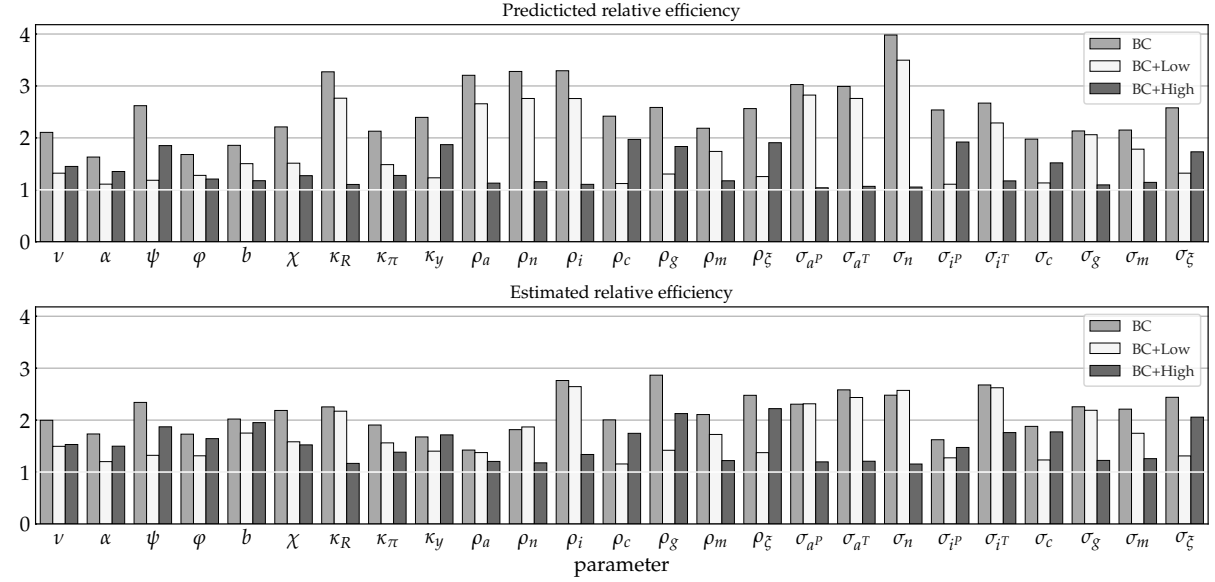 Predicticted relative efficiency
4
3
2
1
0
BC
BC+Low
BC+High
ν α ψ φ b χ κ_R κ_π κ_y ρ_a ρ_n ρ_i ρ_c ρ_g ρ_m ρ_ξ σ_{a^P} σ_{a^T} σ_n σ_{i^P} σ_{i^T} σ_c σ_g σ_m σ_ξ
Estimated relative efficiency
4
3
2
1
0
BC
BC+Low
BC+High
ν α ψ φ b χ κ_R κ_π κ_y ρ_a ρ_n ρ_i ρ_c ρ_g ρ_m ρ_ξ σ_{a^P} σ_{a^T} σ_n σ_{i^P} σ_{i^T} σ_c σ_g σ_m σ_ξ
parameter